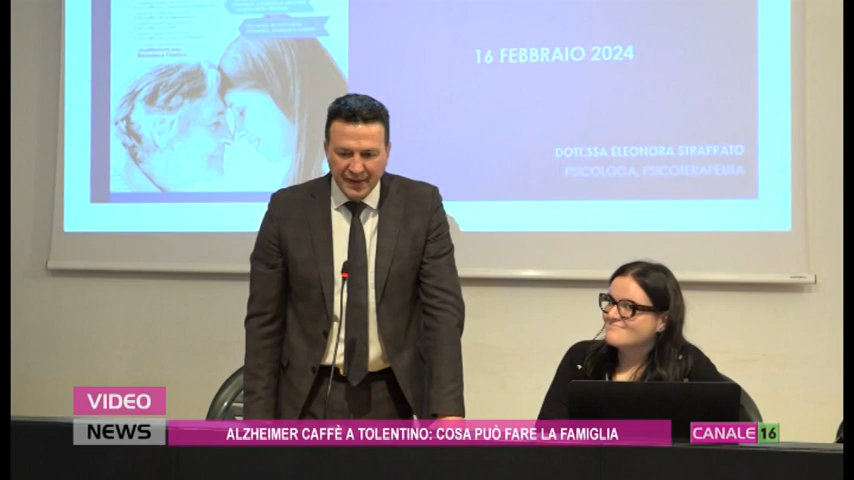 16 FEBBRAIO 2024
DOTT.SSA ELEONORA STRAPPATO
PSICOLOGA, PSICOTERAPEUTA
VIDEO
NEWS
ALZHEIMER CAFFÈ A TOLENTINO: COSA PUÒ FARE LA FAMIGLIA
CANALE 16